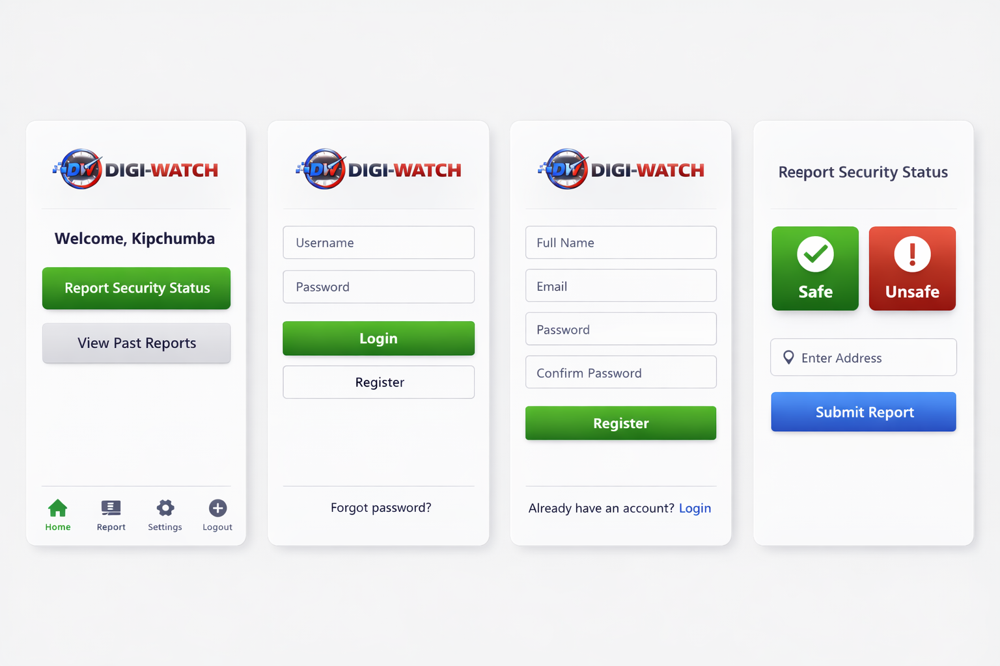 DW DIGI-WATCH
Welcome, Kipchumba
Report Security Status
View Past Reports
Home
Report
Settings
Logout
DW DIGI-WATCH
Username
Password
Login
Register
Forgot password?
DW DIGI-WATCH
Full Name
Email
Password
Confirm Password
Register
Already have an account? Login
Reeport Security Status
Safe
Unsafe
Enter Address
Submit Report